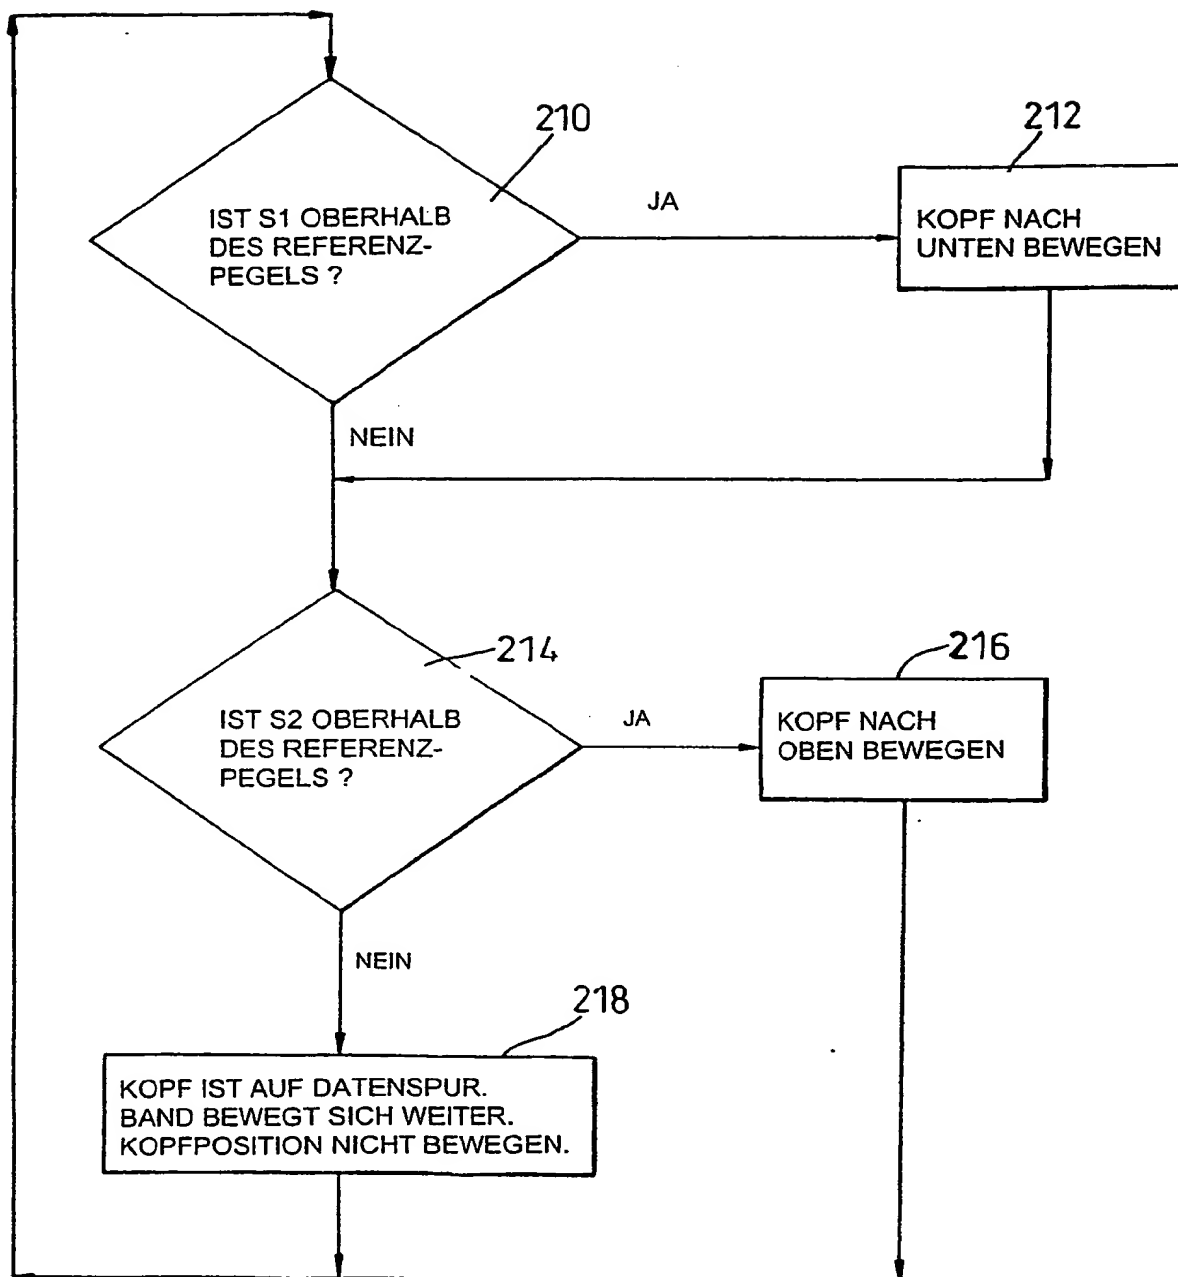 210
212
IST S1 OBERHALB
DES REFERENZ-
PEGELS ?
JA
KOPF NACH
UNTEN BEWEGEN
NEIN
214
216
IST S2 OBERHALB
DES REFERENZ-
PEGELS ?
JA
KOPF NACH
OBEN BEWEGEN
NEIN
218
KOPF IST AUF DATENSPUR.
BAND BEWEGT SICH WEITER.
KOPFPOSITION NICHT BEWEGEN.